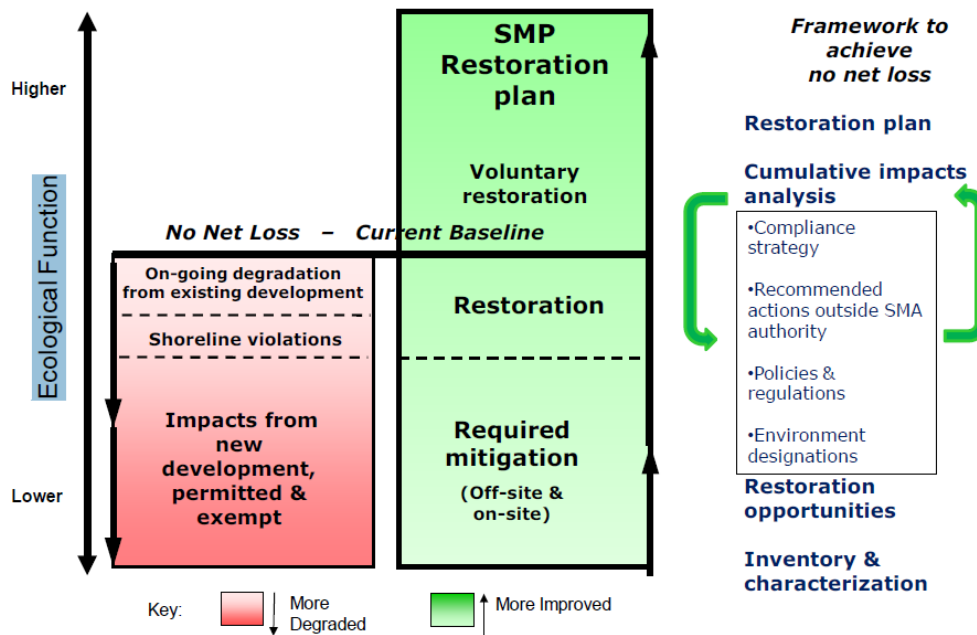 Higher
Ecological Function
Lower
SMP
Restoration
plan
Voluntary
restoration
No Net Loss – Current Baseline
On-going degradation
from existing development
Shoreline violations
Impacts from
new
development,
permitted &
exempt
Restoration
Required
mitigation
(Off-site &
on-site)
Framework to
achieve
no net loss
Restoration plan
Cumulative impacts
analysis
•Compliance
strategy
•Recommended
actions outside SMA
authority
•Policies &
regulations
•Environment
designations
Restoration
opportunities
Inventory &
characterization
Key:
More
Degraded
More Improved